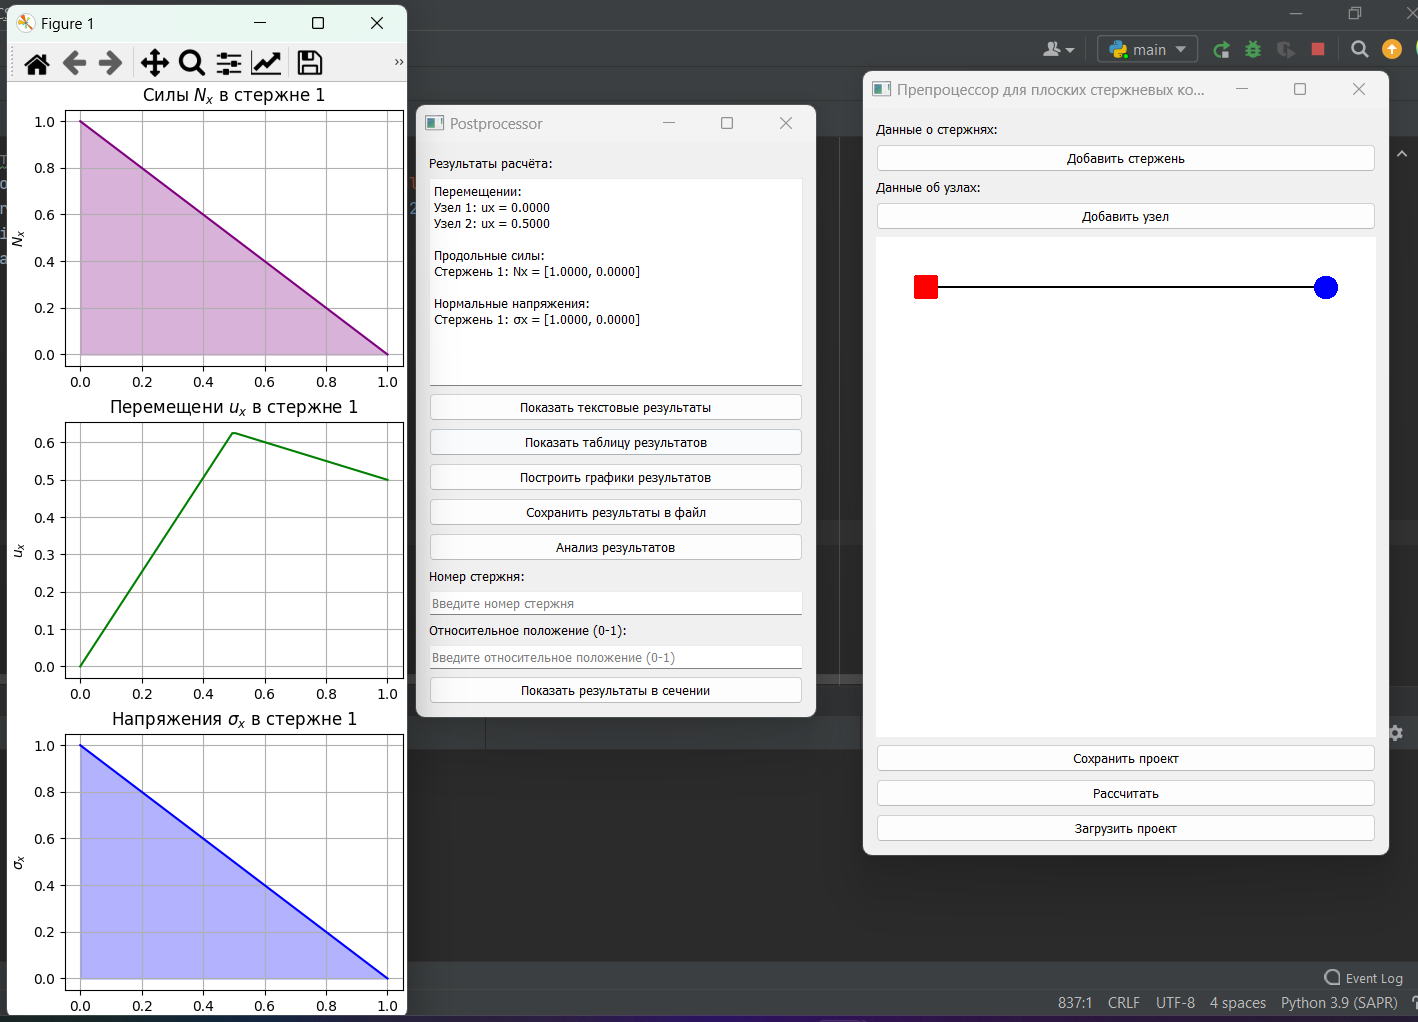 Figure 1
Силы Nx в стержне 1
Nx
1.0
0.8
0.6
0.4
0.2
0.0
0.0 0.2 0.4 0.6 0.8 1.0
Перемещени ux в стержне 1
ux
0.6
0.5
0.4
0.3
0.2
0.1
0.0
0.0 0.2 0.4 0.6 0.8 1.0
Напряжения σx в стержне 1
σx
1.0
0.8
0.6
0.4
0.2
0.0
0.0 0.2 0.4 0.6 0.8 1.0
Postprocessor
Результаты расчёта:
Перемещении:
Узел 1: ux = 0.0000
Узел 2: ux = 0.5000
Продольные силы:
Стержень 1: Nx = [1.0000, 0.0000]
Нормальные напряжения:
Стержень 1: σx = [1.0000, 0.0000]
Показать текстовые результаты
Показать таблицу результатов
Построить графики результатов
Сохранить результаты в файл
Анализ результатов
Номер стержня:
Введите номер стержня
Относительное положение (0-1):
Введите относительное положение (0-1)
Показать результаты в сечении
main
Препроцессор для плоских стержневых ко...
Данные о стержнях:
Добавить стержень
Данные об узлах:
Добавить узел
Сохранить проект
Рассчитать
Загрузить проект
Event Log
837:1 CRLF UTF-8 4 spaces Python 3.9 (SAPR)